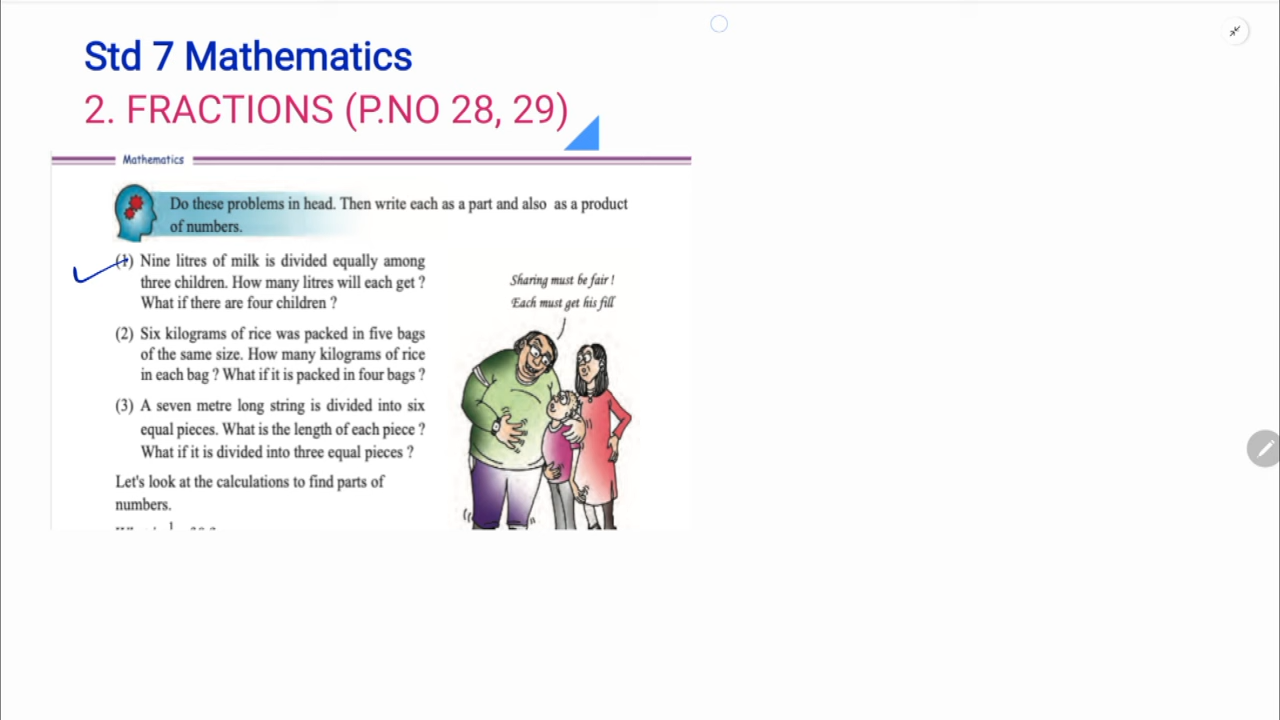 Std 7 Mathematics
2. FRACTIONS (P.NO 28, 29)
Mathematics
Do these problems in head. Then write each as a part and also as a product
of numbers.
(1) Nine litres of milk is divided equally among
three children. How many litres will each get ?
What if there are four children ?
Sharing must be fair !
Each must get his fill
(2) Six kilograms of rice was packed in five bags
of the same size. How many kilograms of rice
in each bag ? What if it is packed in four bags ?
(3) A seven metre long string is divided into six
equal pieces. What is the length of each piece ?
What if it is divided into three equal pieces ?
Let's look at the calculations to find parts of
numbers.